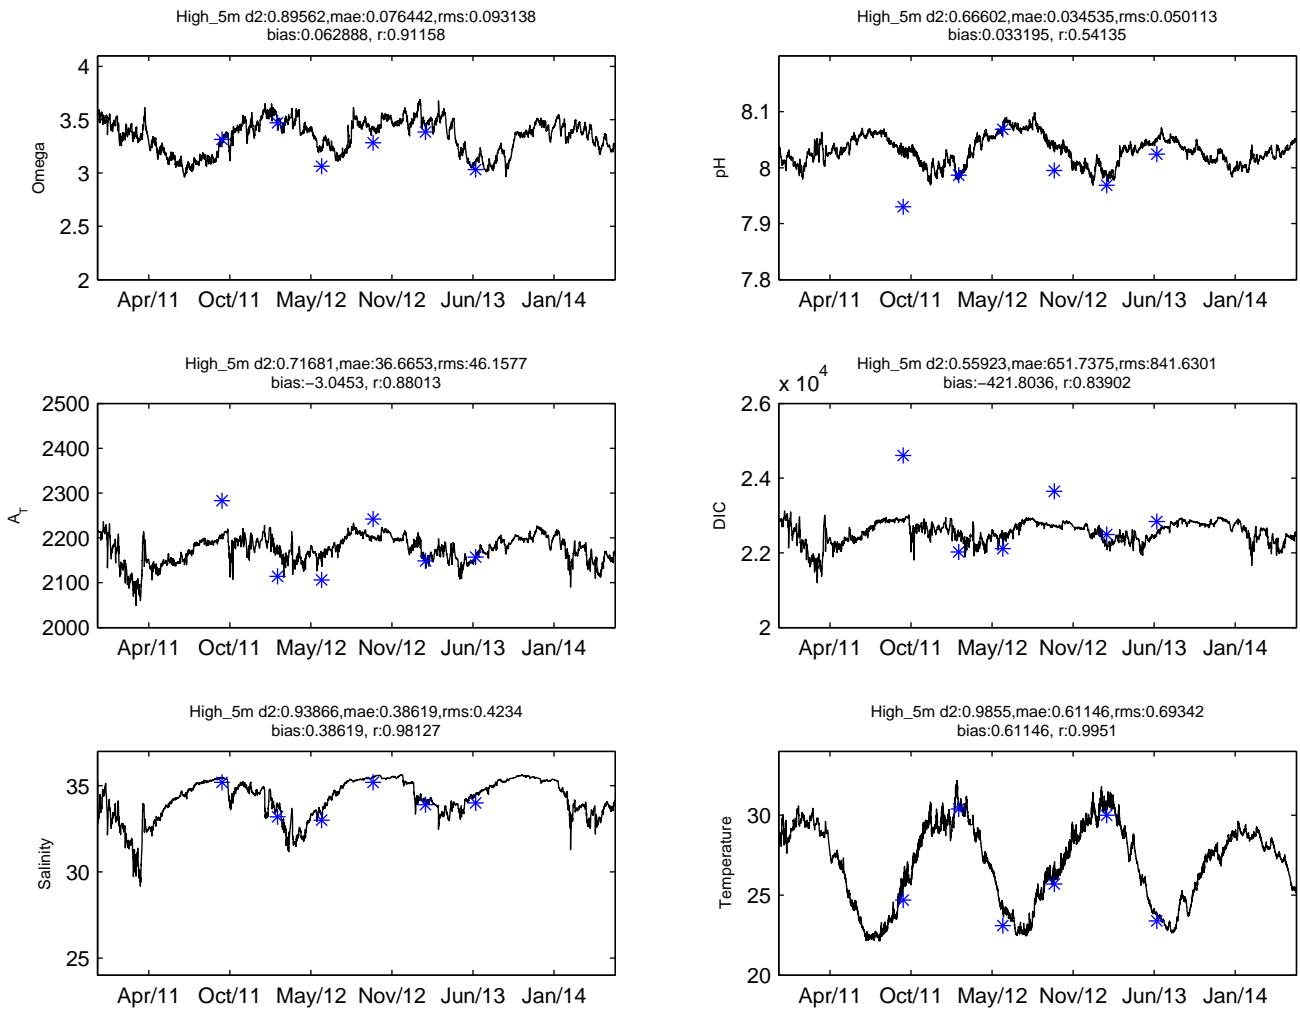 High_5m d2:0.89562,mae:0.076442,rms:0.093138
bias:0.062888, r:0.91158
4
3.5
3
2.5
2
Omega
Apr/11 Oct/11 May/12 Nov/12 Jun/13 Jan/14
High_5m d2:0.66602,mae:0.034535,rms:0.050113
bias:0.033195, r:0.54135
8.1
8
7.9
7.8
pH
Apr/11 Oct/11 May/12 Nov/12 Jun/13 Jan/14
High_5m d2:0.71681,mae:36.6653,rms:46.1577
bias:−3.0453, r:0.88013
2500
2400
2300
2200
2100
2000
A_T
Apr/11 Oct/11 May/12 Nov/12 Jun/13 Jan/14
High_5m d2:0.55923,mae:651.7375,rms:841.6301
bias:−421.8036, r:0.83902
x 10^4
2.6
2.4
2.2
2
DIC
Apr/11 Oct/11 May/12 Nov/12 Jun/13 Jan/14
High_5m d2:0.93866,mae:0.38619,rms:0.4234
bias:0.38619, r:0.98127
35
30
25
Salinity
Apr/11 Oct/11 May/12 Nov/12 Jun/13 Jan/14
High_5m d2:0.9855,mae:0.61146,rms:0.69342
bias:0.61146, r:0.9951
30
25
20
Temperature
Apr/11 Oct/11 May/12 Nov/12 Jun/13 Jan/14